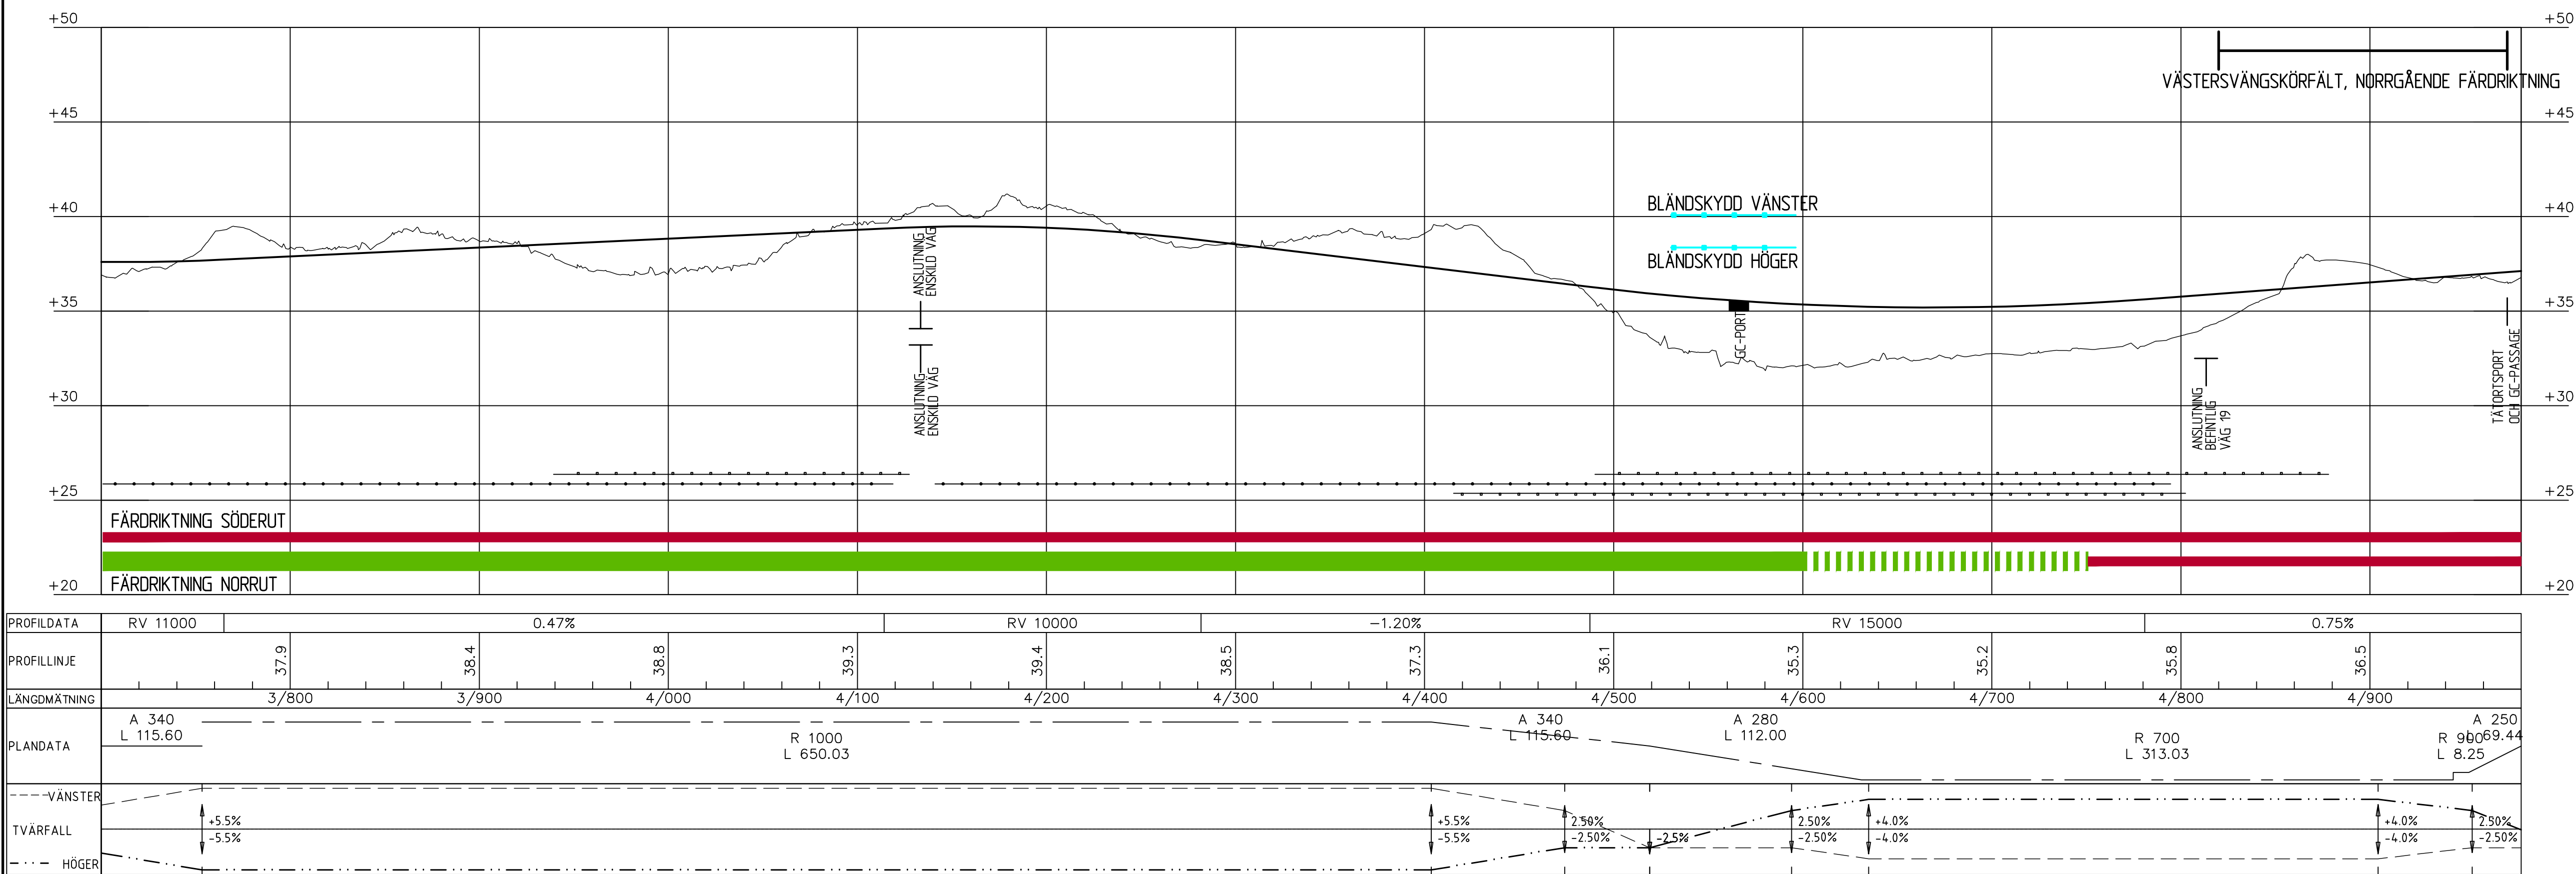 +50 +50
VÄSTERSVÄNGSKÖRFÄLT, NORRGÅENDE FÄRDRIKTNING
+45 +45
+40 +40
BLÄNDSKYDD VÄNSTER
BLÄNDSKYDD HÖGER
ANSLUTNING
ENSKILD VÄG
+35 +35
GC-PORT
ANSLUTNING
ENSKILD VÄG
TÄTORTSPORT
OCH GC-PASSAGE
ANSLUTNING
BEFINTLIG
VÄG 19
+30 +30
+25 +25
FÄRDRIKTNING SÖDERUT
FÄRDRIKTNING NORRUT
+20 +20
PROFILDATA RV 11000 0.47% RV 10000 -1.20% RV 15000 0.75%
PROFILLINJE 37.9 38.4 38.8 39.3 39.4 38.5 37.3 36.1 35.3 35.2 35.8 36.5
LÄNGDMÄTNING 3/800 3/900 4/000 4/100 4/200 4/300 4/400 4/500 4/600 4/700 4/800 4/900
PLANDATA
A 340
L 115.60
R 1000
L 650.03
A 340
L 115.60
A 280
L 112.00
R 700
L 313.03
R 900
L 8.25
A 250
L 69.44
VÄNSTER
TVÄRFALL
HÖGER
+5.5%
-5.5%
+5.5%
-5.5%
2.50%
-2.50%
-2.5%
2.50%
-2.50%
+4.0%
-4.0%
+4.0%
-4.0%
2.50%
-2.50%